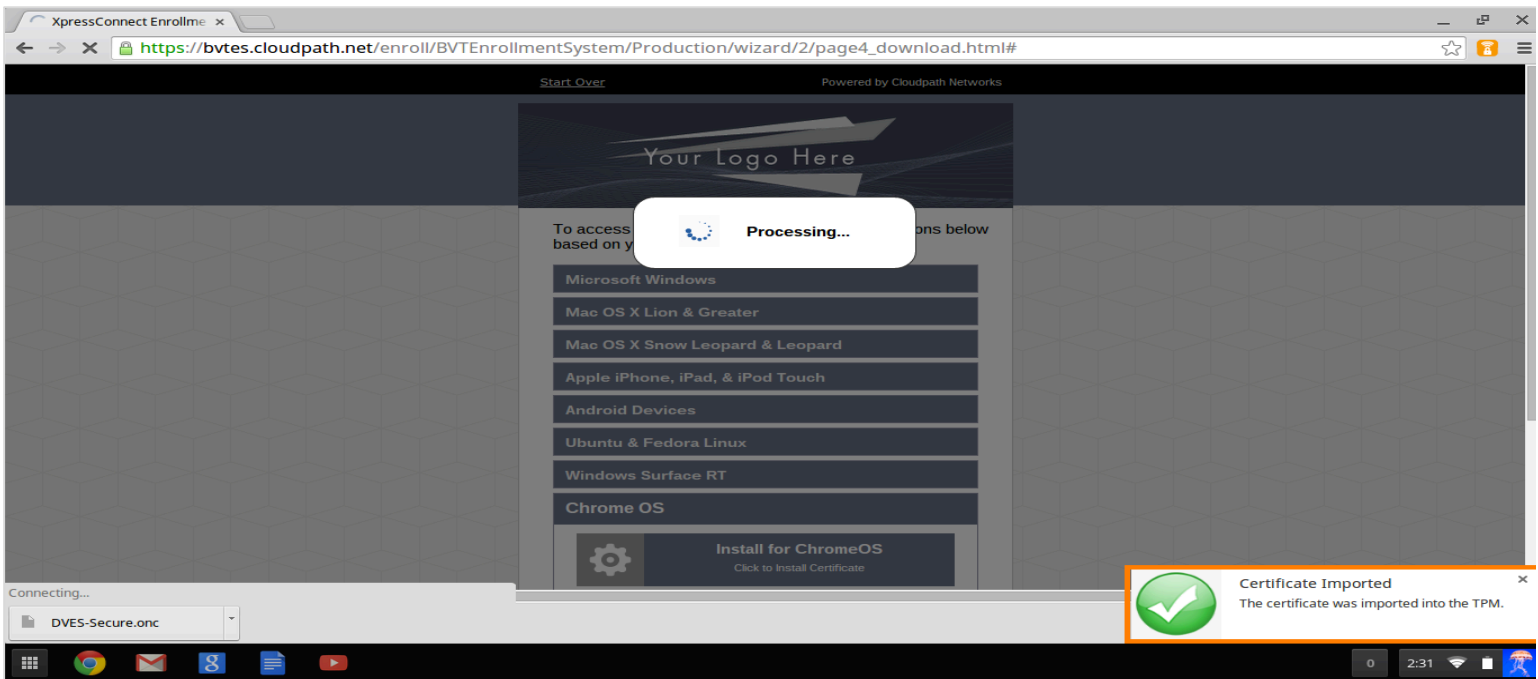 XpressConnect Enrollme
https://bvtes.cloudpath.net/enroll/BVTEnrollmentSystem/Production/wizard/2/page4_download.html#
Start Over
Powered by Cloudpath Networks
Your Logo Here
To access
ons below
based on y
Processing...
Microsoft Windows
Mac OS X Lion & Greater
Mac OS X Snow Leopard & Leopard
Apple iPhone, iPad, & iPod Touch
Android Devices
Ubuntu & Fedora Linux
Windows Surface RT
Chrome OS
Install for ChromeOS
Click to Install Certificate
Connecting...
DVES-Secure.onc
Certificate Imported
The certificate was imported into the TPM.
8
0
2:31